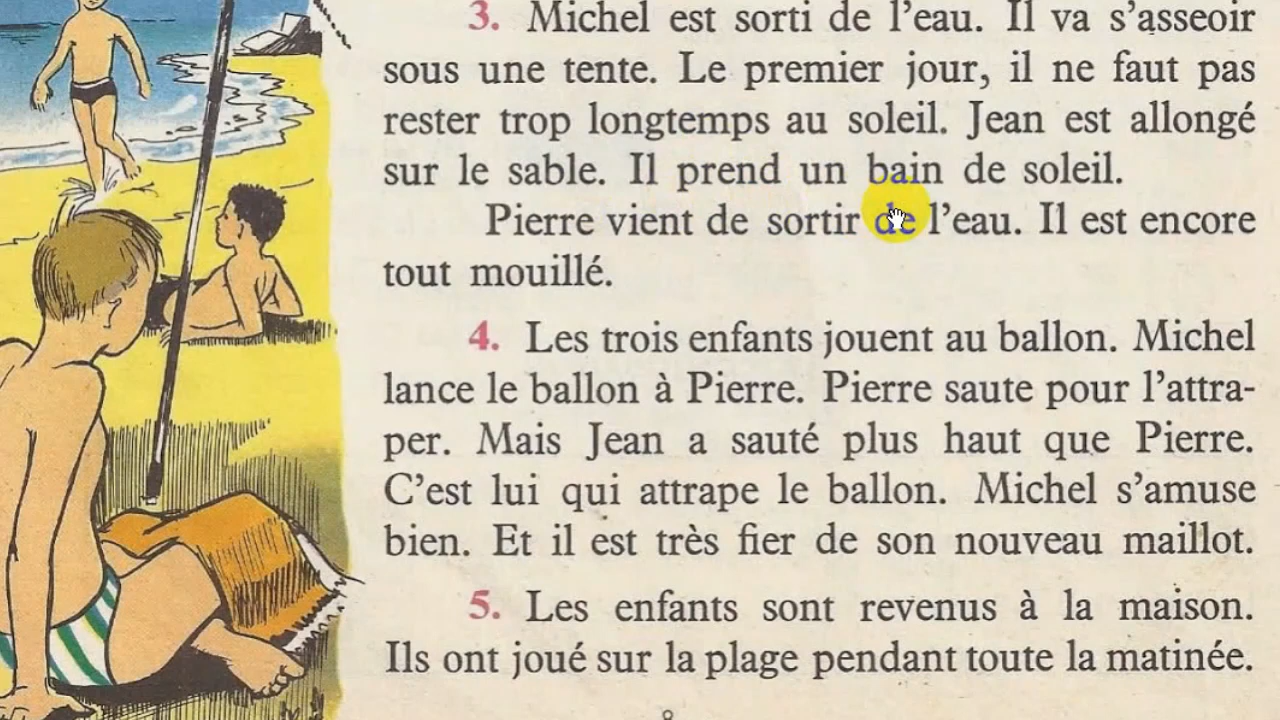 3. Michel est sorti de l'eau. Il va s'asseoir
sous une tente. Le premier jour, il ne faut pas
rester trop longtemps au soleil. Jean est allongé
sur le sable. Il prend un bain de soleil.
Pierre vient de sortir de l'eau. Il est encore
tout mouillé.
4. Les trois enfants jouent au ballon. Michel
lance le ballon à Pierre. Pierre saute pour l'attra-
per. Mais Jean a sauté plus haut que Pierre.
C'est lui qui attrape le ballon. Michel s'amuse
bien. Et il est très fier de son nouveau maillot.
5. Les enfants sont revenus à la maison.
Ils ont joué sur la plage pendant toute la matinée.